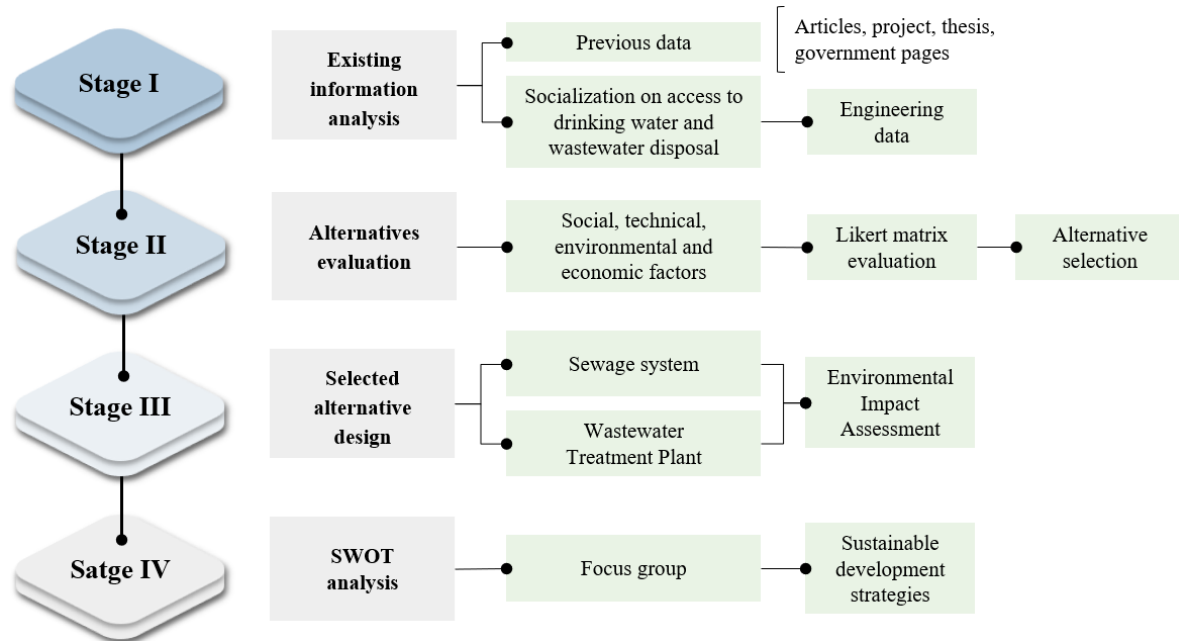 Stage I
Existing
information
analysis
Previous data
Articles, project, thesis,
government pages
Socialization on access to
drinking water and
wastewater disposal
Engineering
data
Stage II
Alternatives
evaluation
Social, technical,
environmental and
economic factors
Likert matrix
evaluation
Alternative
selection
Stage III
Selected
alternative
design
Sewage system
Wastewater
Treatment Plant
Environmental
Impact
Assessment
Satge IV
SWOT
analysis
Focus group
Sustainable
development
strategies